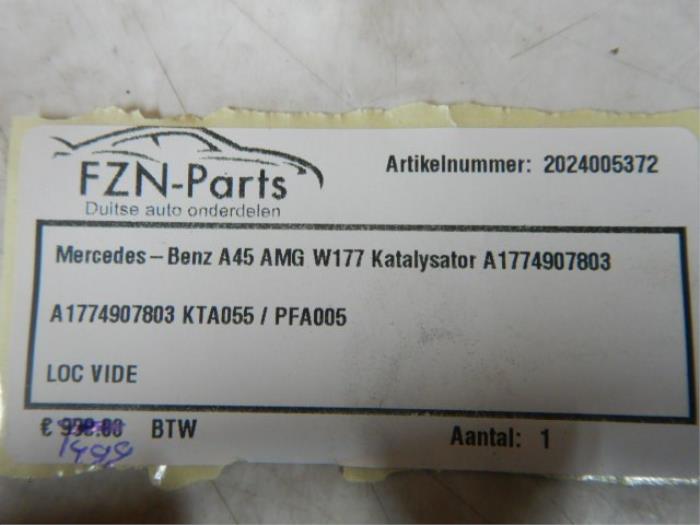 FZN-Parts
Duitse auto onderdelen
Artikelnummer: 2024005372
Mercedes-Benz A45 AMG W177 Katalysator A1774907803
A1774907803 KTA055 / PFA005
LOC VIDE
€ BTW
Aantal: 1